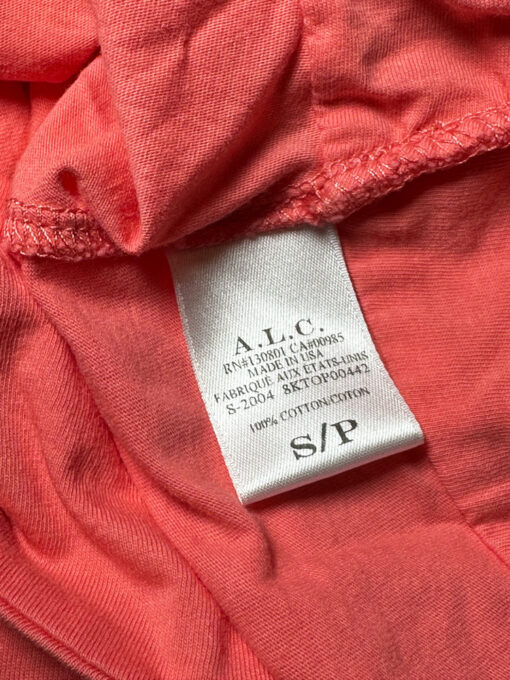 A.L.C.
RN#130801 CA#00985
MADE IN USA
FABRIQUE AUX ETATS-UNIS
S-2004 8KTOP00442
100% COTTON/COTON
S/P